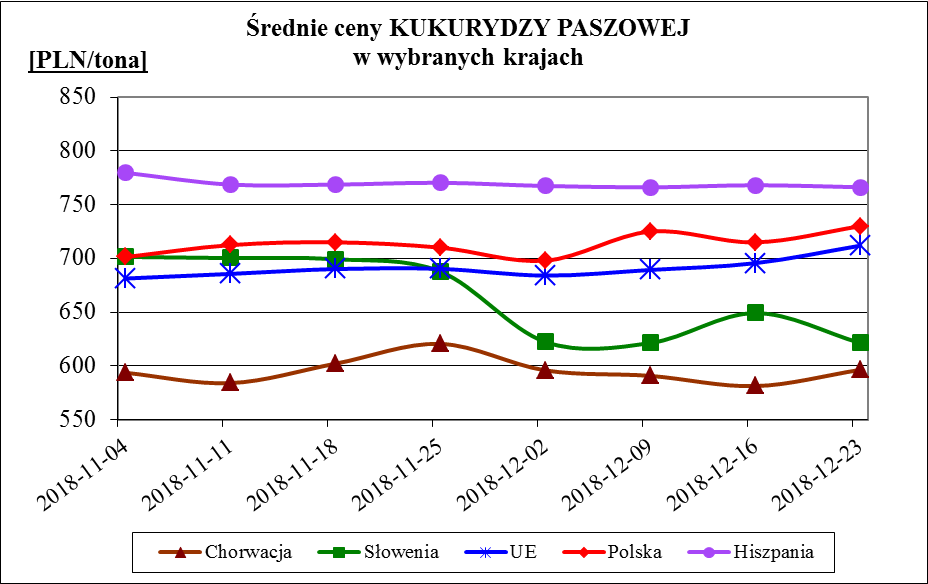 Średnie ceny KUKURYDZY PASZOWEJ
w wybranych krajach
[PLN/tona]
850
800
750
700
650
600
550
2018-11-04 2018-11-11 2018-11-18 2018-11-25 2018-12-02 2018-12-09 2018-12-16 2018-12-23
Chorwacja Słowenia UE Polska Hiszpania